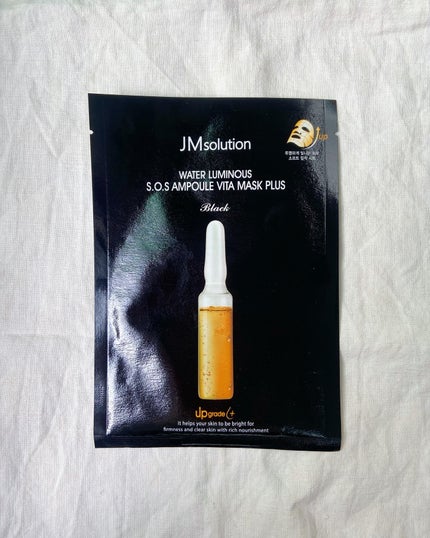 JMsolution
up
WATER LUMINOUS
S.O.S AMPOULE VITA MASK PLUS
Black
upgrade C+
It helps your skin to be bright for
firmness and clear skin with rich nourishment